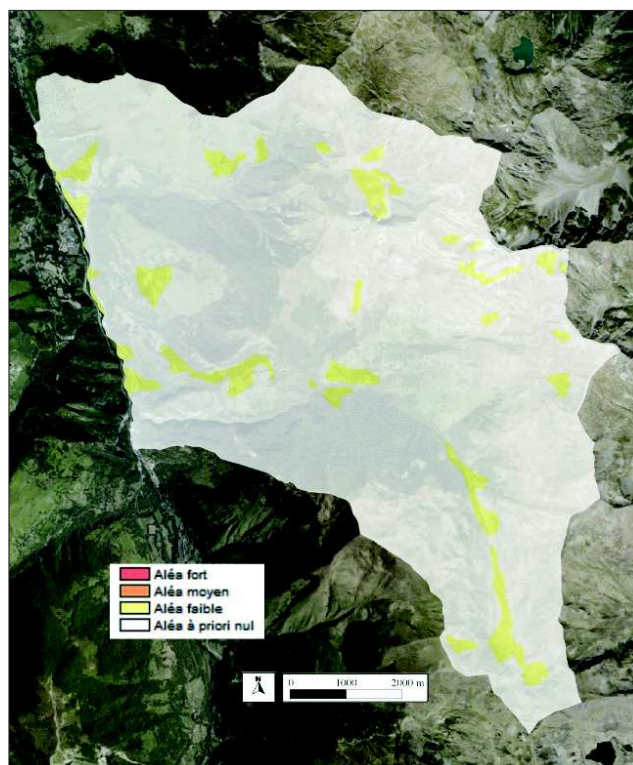 Aléa fort
Aléa moyen
Aléa faible
Aléa à priori nul
N
0 1000 2000 m